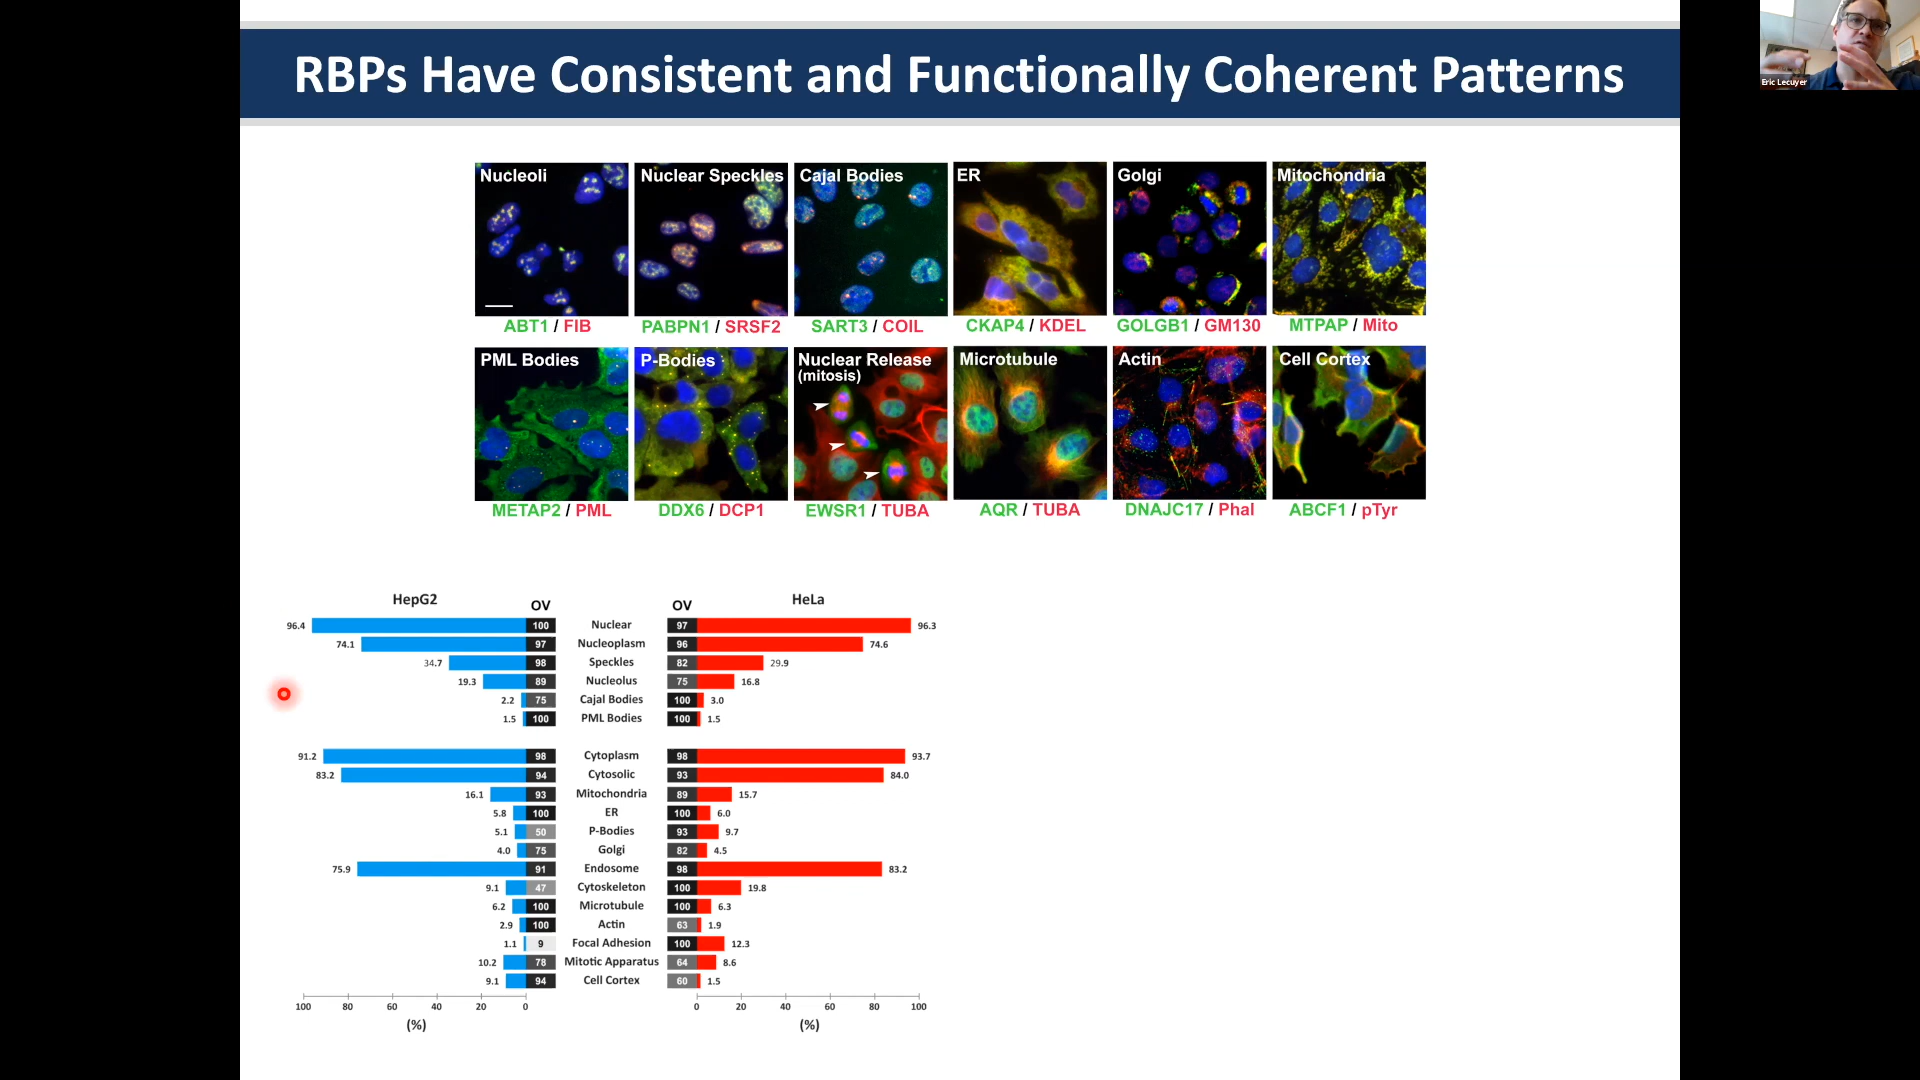 RBPs Have Consistent and Functionally Coherent Patterns
Eric Lecuyer
Nucleoli
Nuclear Speckles
Cajal Bodies
ER
Golgi
Mitochondria
ABT1 / FIB
PABPN1 / SRSF2
SART3 / COIL
CKAP4 / KDEL
GOLGB1 / GM130
MTPAP / Mito
PML Bodies
P-Bodies
Nuclear Release
(mitosis)
Microtubule
Actin
Cell Cortex
METAP2 / PML
DDX6 / DCP1
EWSR1 / TUBA
AQR / TUBA
DNAJC17 / Phal
ABCF1 / pTyr
HepG2 OV OV HeLa
96.4 100 Nuclear 97 96.3
74.1 97 Nucleoplasm 96 74.6
34.7 98 Speckles 82 29.9
19.3 89 Nucleolus 75 16.8
2.2 75 Cajal Bodies 100 3.0
1.5 100 PML Bodies 100 1.5
91.2 98 Cytoplasm 98 93.7
83.2 94 Cytosolic 93 84.0
16.1 93 Mitochondria 89 15.7
5.8 100 ER 100 6.0
5.1 50 P-Bodies 93 9.7
4.0 75 Golgi 82 4.5
75.9 91 Endosome 98 83.2
9.1 47 Cytoskeleton 100 19.8
6.2 100 Microtubule 100 6.3
2.9 100 Actin 63 1.9
1.1 9 Focal Adhesion 100 12.3
10.2 78 Mitotic Apparatus 64 8.6
9.1 94 Cell Cortex 60 1.5
100 80 60 40 20 0 0 20 40 60 80 100
(%) (%)